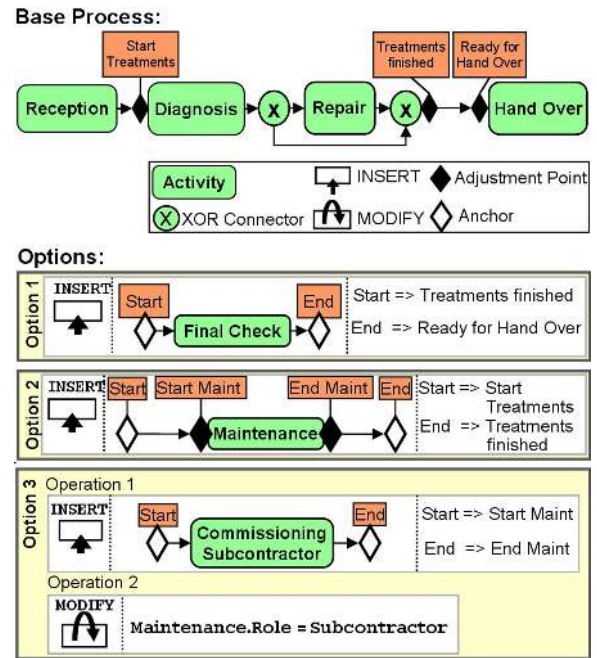 Base Process:
Start
Treatments
Treatments
finished
Ready for
Hand Over
Reception
Diagnosis
X
Repair
X
Hand Over
Activity
INSERT
Adjustment Point
X
XOR Connector
MODIFY
Anchor
Options:
Option 1
INSERT
Start
End
Final Check
Start => Treatments finished
End => Ready for Hand Over
Option 2
INSERT
Start
Start Maint
End Maint
End
Maintenance
Start => Start
Treatments
End => Treatments
finished
Option 3
Operation 1
INSERT
Start
End
Commissioning
Subcontractor
Start => Start Maint
End => End Maint
Operation 2
MODIFY
Maintenance.Role = Subcontractor